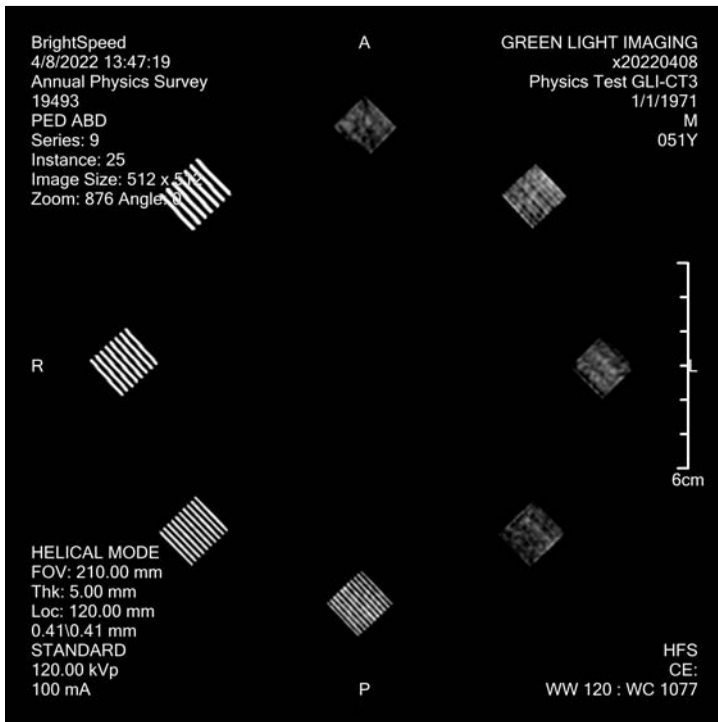 BrightSpeed
4/8/2022 13:47:19
Annual Physics Survey
19493
PED ABD
Series: 9
Instance: 25
Image Size: 512 x 512
Zoom: 876 Angle: 0
A
GREEN LIGHT IMAGING
x20220408
Physics Test GLI-CT3
1/1/1971
M
051Y
R
L
6cm
HELICAL MODE
FOV: 210.00 mm
Thk: 5.00 mm
Loc: 120.00 mm
0.41\0.41 mm
STANDARD
120.00 kVp
100 mA
P
HFS
CE:
WW 120 : WC 1077